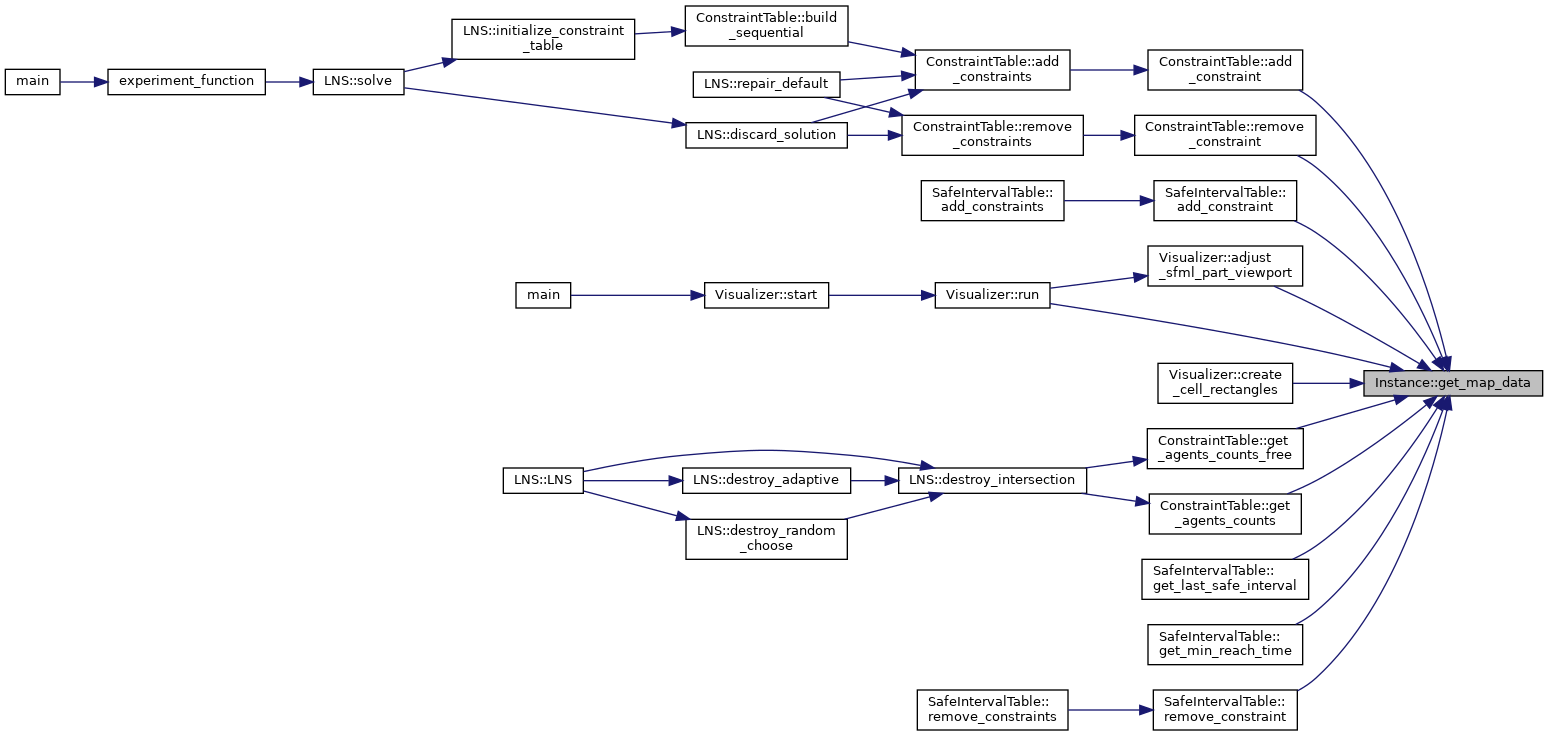 ConstraintTable::build
_sequential
LNS::initialize_constraint
_table
ConstraintTable::add
_constraints
ConstraintTable::add
_constraint
main
experiment_function
LNS::solve
LNS::repair_default
LNS::discard_solution
ConstraintTable::remove
_constraints
ConstraintTable::remove
_constraint
SafeIntervalTable::
add_constraints
SafeIntervalTable::
add_constraint
Visualizer::adjust
_sfml_part_viewport
main
Visualizer::start
Visualizer::run
Visualizer::create
_cell_rectangles
Instance::get_map_data
ConstraintTable::get
_agents_counts_free
LNS::LNS
LNS::destroy_adaptive
LNS::destroy_intersection
ConstraintTable::get
_agents_counts
LNS::destroy_random
_choose
SafeIntervalTable::
get_last_safe_interval
SafeIntervalTable::
get_min_reach_time
SafeIntervalTable::
remove_constraints
SafeIntervalTable::
remove_constraint